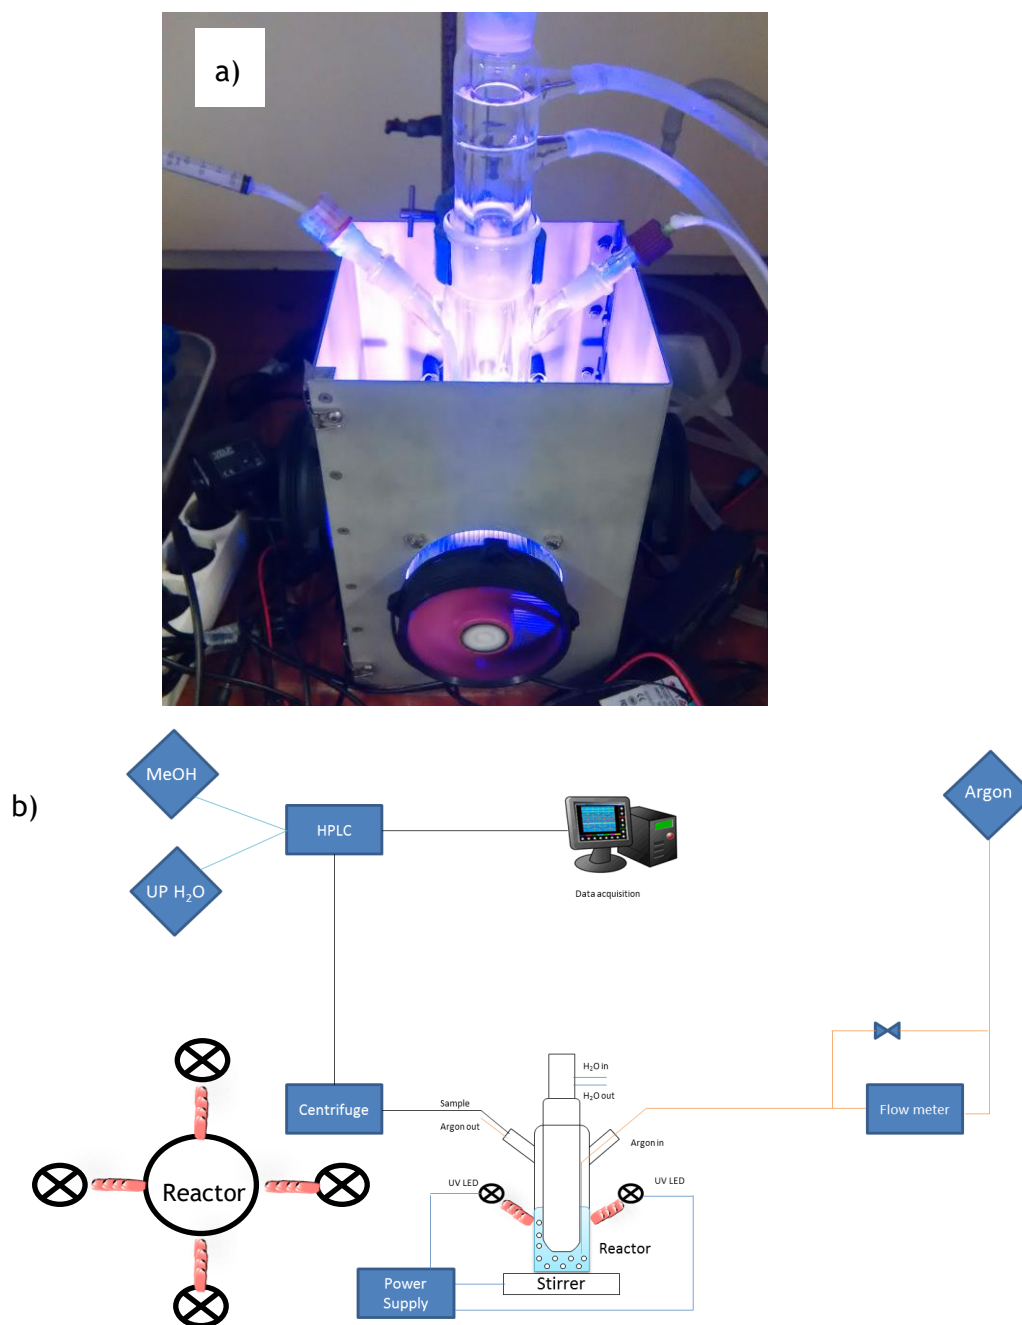 a)
b)
MeOH
Argon
HPLC
UP H₂O
Data acquisition
H₂O in
H₂O out
Centrifuge
Sample
Flow meter
Argon out
Argon in
UV LED
UV LED
Reactor
Reactor
Power
Supply
Stirrer